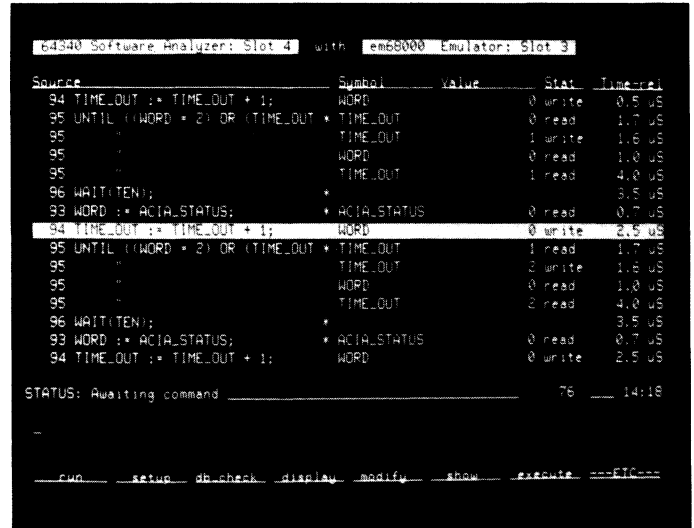 64340 Software Analyzer: Slot 4 with em68000 Emulator: Slot 3
Source Symbol Value Stat Time-rel
94 TIME_OUT := TIME_OUT + 1; WORD 0 write 0.5 uS
95 UNTIL ((WORD = 2) OR (TIME_OUT * TIME_OUT 0 read 1.7 uS
95 " TIME_OUT 1 write 1.6 uS
95 " WORD 0 read 1.0 uS
95 " TIME_OUT 1 read 4.0 uS
96 WAIT(TEN); * 3.5 uS
93 WORD := ACIA_STATUS; * ACIA_STATUS 0 read 0.7 uS
94 TIME_OUT := TIME_OUT + 1; WORD 0 write 2.5 uS
95 UNTIL ((WORD = 2) OR (TIME_OUT * TIME_OUT 1 read 1.7 uS
95 " TIME_OUT 2 write 1.6 uS
95 " WORD 0 read 1.0 uS
95 " TIME_OUT 2 read 4.0 uS
96 WAIT(TEN); * 3.5 uS
93 WORD := ACIA_STATUS; * ACIA_STATUS 0 read 0.7 uS
94 TIME_OUT := TIME_OUT + 1; WORD 0 write 2.5 uS
STATUS: Awaiting command 76 14:18
run setup db_check display modify show execute ---ETC---